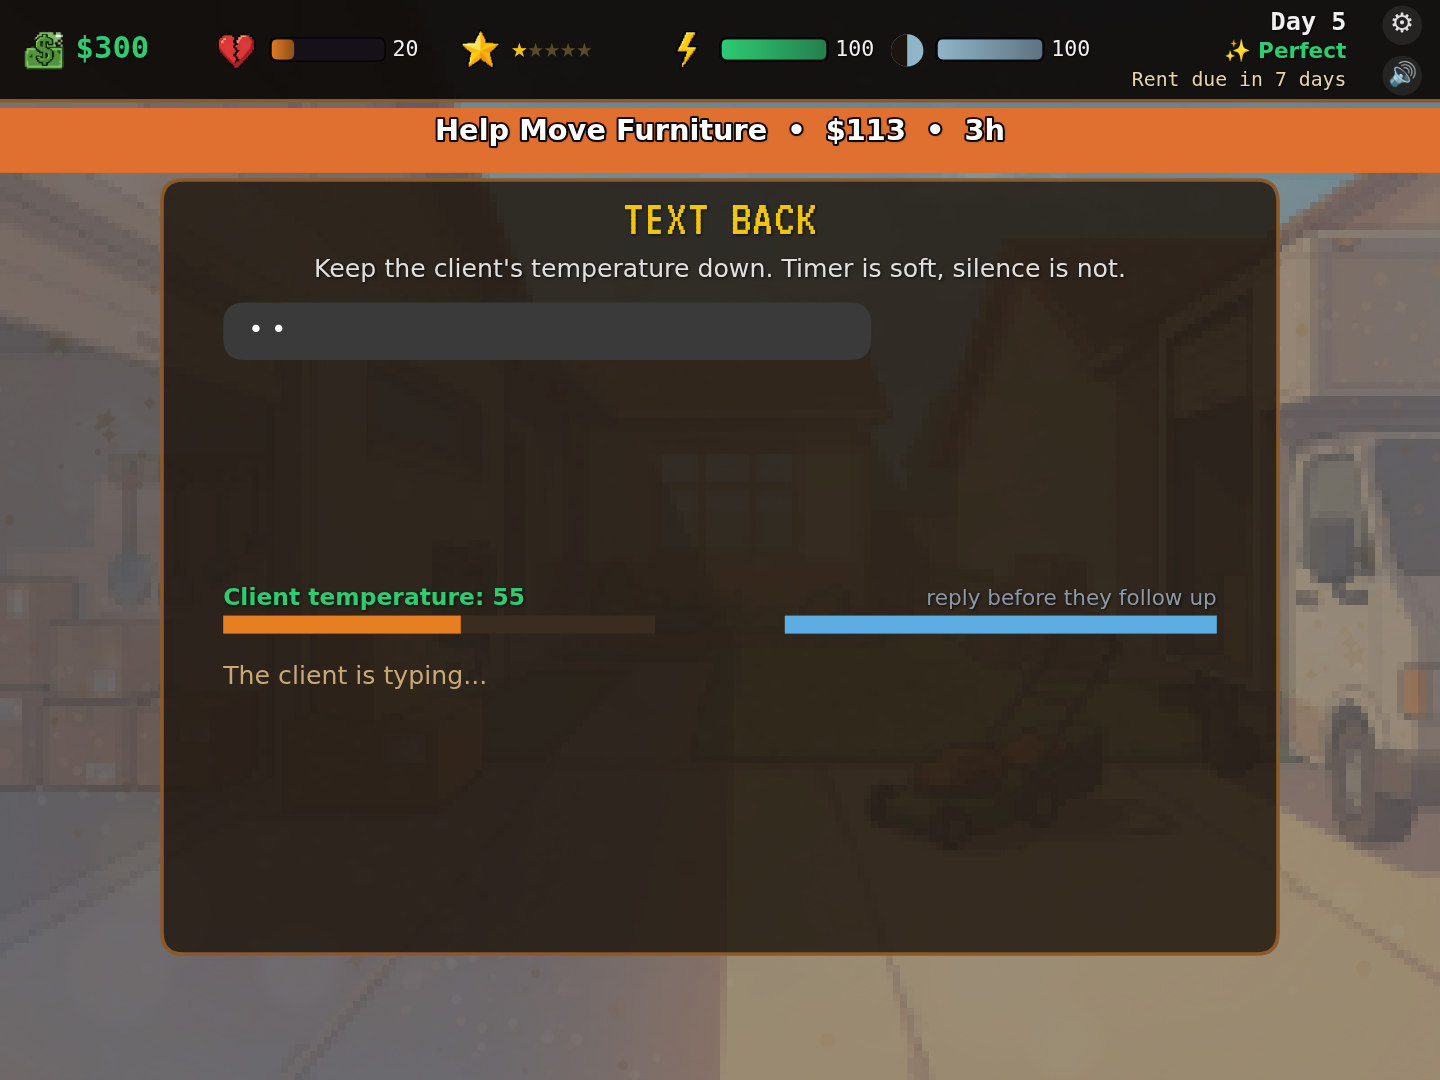 $300
20
100
100
Day 5
Perfect
Rent due in 7 days
Help Move Furniture • $113 • 3h
TEXT BACK
Keep the client's temperature down. Timer is soft, silence is not.
• •
Client temperature: 55
reply before they follow up
The client is typing...